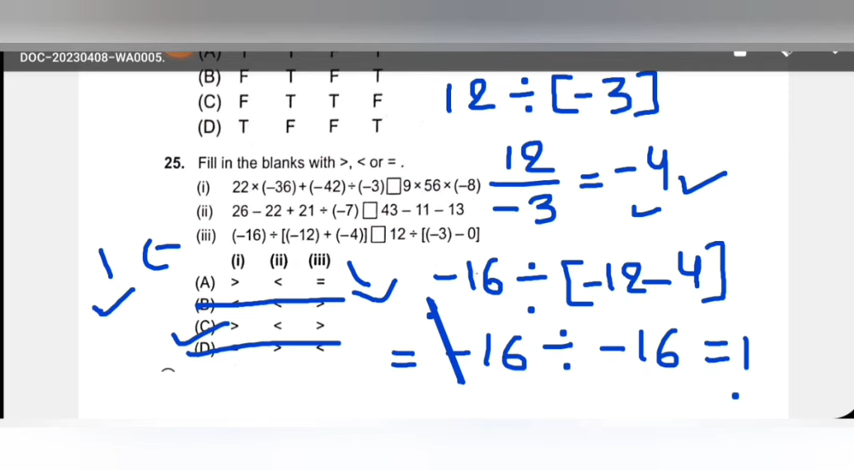 DOC-20230408-WA0005.
(B) F T F T
(C) F T T F
(D) T F F T
12 ÷ [-3]
25. Fill in the blanks with >, < or = .
(i) 22 × (–36) + (–42) ÷ (–3) □ 9 × 56 × (–8)
(ii) 26 – 22 + 21 ÷ (–7) □ 43 – 11 – 13
(iii) (–16) ÷ [(–12) + (–4)] □ 12 ÷ [(–3) – 0]
12
-3
= -4
(i) (ii) (iii)
(A) > < =
(B) < < >
(C) > < >
(D) < > <
1
-16 ÷ [-12-4]
= -16 ÷ -16 = 1